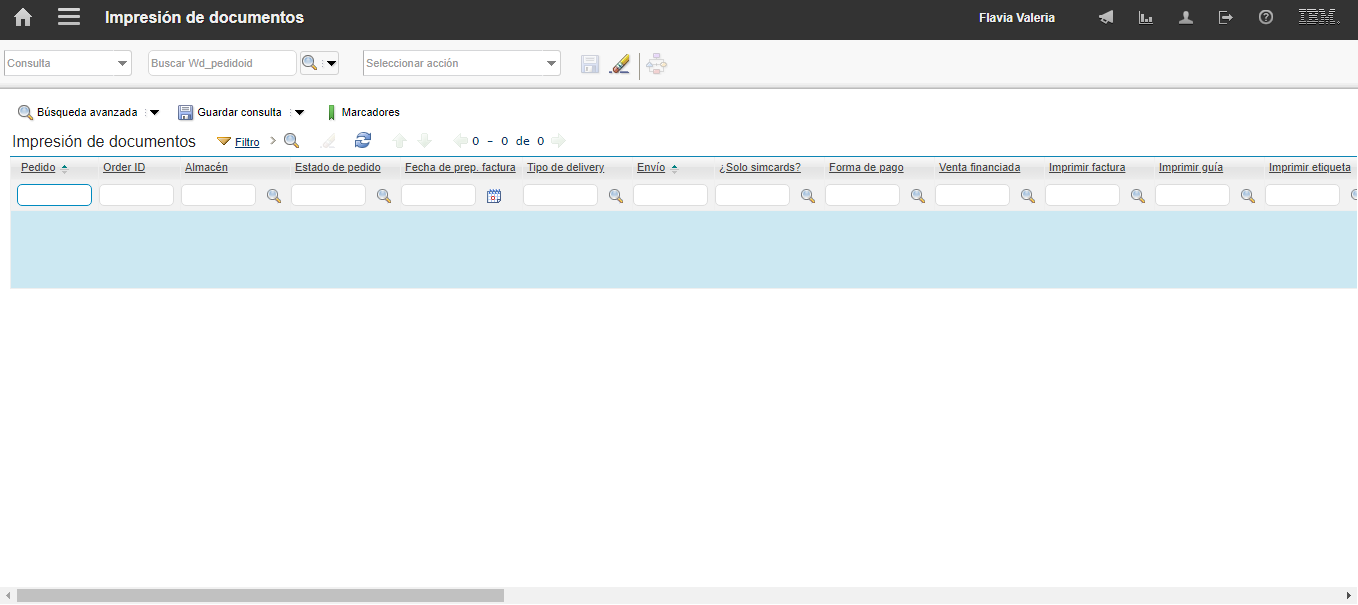 Impresión de documentos Flavia Valeria IBM.
Consulta Buscar Wd_pedidoid Seleccionar acción
Búsqueda avanzada Guardar consulta Marcadores
Impresión de documentos Filtro 0 - 0 de 0
Pedido Order ID Almacén Estado de pedido Fecha de prep. factura Tipo de delivery Envío ¿Solo simcards? Forma de pago Venta financiada Imprimir factura Imprimir guía Imprimir etiqueta